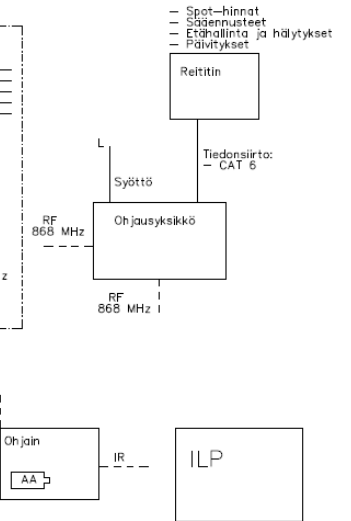 — Spot—hinnat
— Sääennusteet
— Etähallinta ja hälytykset
— Päivitykset
Reititin
L
Syöttö
Tiedonsiirto:
— CAT 6
RF
868 MHz
Ohjausyksikkö
z
RF
868 MHz
Ohjain
AA
IR
ILP